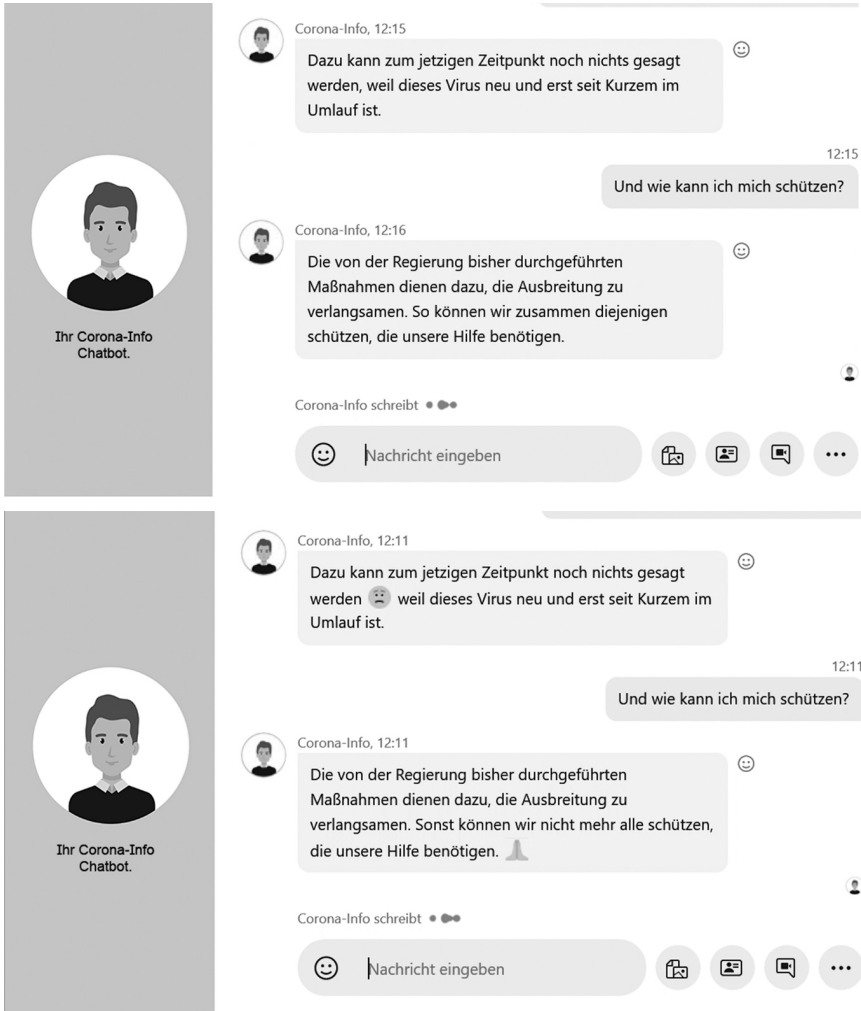 Corona-Info, 12:15
Dazu kann zum jetzigen Zeitpunkt noch nichts gesagt
werden, weil dieses Virus neu und erst seit Kurzem im
Umlauf ist.
12:15
Und wie kann ich mich schützen?
Corona-Info, 12:16
Die von der Regierung bisher durchgeführten
Maßnahmen dienen dazu, die Ausbreitung zu
verlangsamen. So können wir zusammen diejenigen
schützen, die unsere Hilfe benötigen.
Ihr Corona-Info
Chatbot.
Corona-Info schreibt
Nachricht eingeben
Corona-Info, 12:11
Dazu kann zum jetzigen Zeitpunkt noch nichts gesagt
werden 😟 weil dieses Virus neu und erst seit Kurzem im
Umlauf ist.
12:11
Und wie kann ich mich schützen?
Corona-Info, 12:11
Die von der Regierung bisher durchgeführten
Maßnahmen dienen dazu, die Ausbreitung zu
verlangsamen. Sonst können wir nicht mehr alle schützen,
die unsere Hilfe benötigen. 🙏
Ihr Corona-Info
Chatbot.
Corona-Info schreibt
Nachricht eingeben